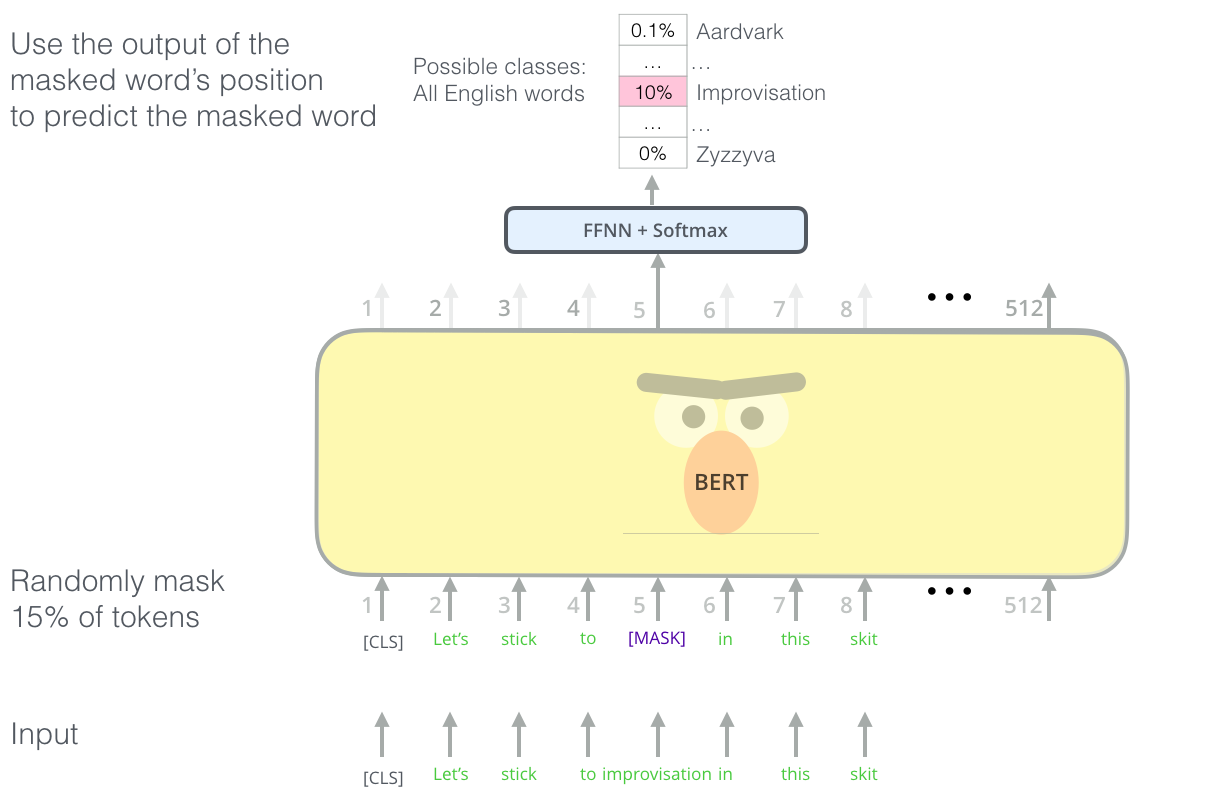 Use the output of the
masked word's position
to predict the masked word
Possible classes:
All English words
0.1% Aardvark
... ...
10% Improvisation
... ...
0% Zyzzyva
FFNN + Softmax
1 2 3 4 5 6 7 8 ••• 512
BERT
Randomly mask
15% of tokens
1 2 3 4 5 6 7 8 ••• 512
[CLS] Let's stick to [MASK] in this skit
Input
[CLS] Let's stick to improvisation in this skit